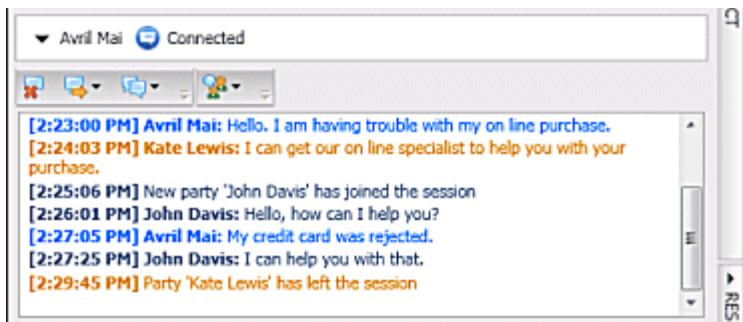 Avril Mai Connected
[2:23:00 PM] Avril Mai: Hello. I am having trouble with my on line purchase.
[2:24:03 PM] Kate Lewis: I can get our on line specialist to help you with your
purchase.
[2:25:06 PM] New party 'John Davis' has joined the session
[2:26:01 PM] John Davis: Hello, how can I help you?
[2:27:05 PM] Avril Mai: My credit card was rejected.
[2:27:25 PM] John Davis: I can help you with that.
[2:29:45 PM] Party 'Kate Lewis' has left the session
CT
RES